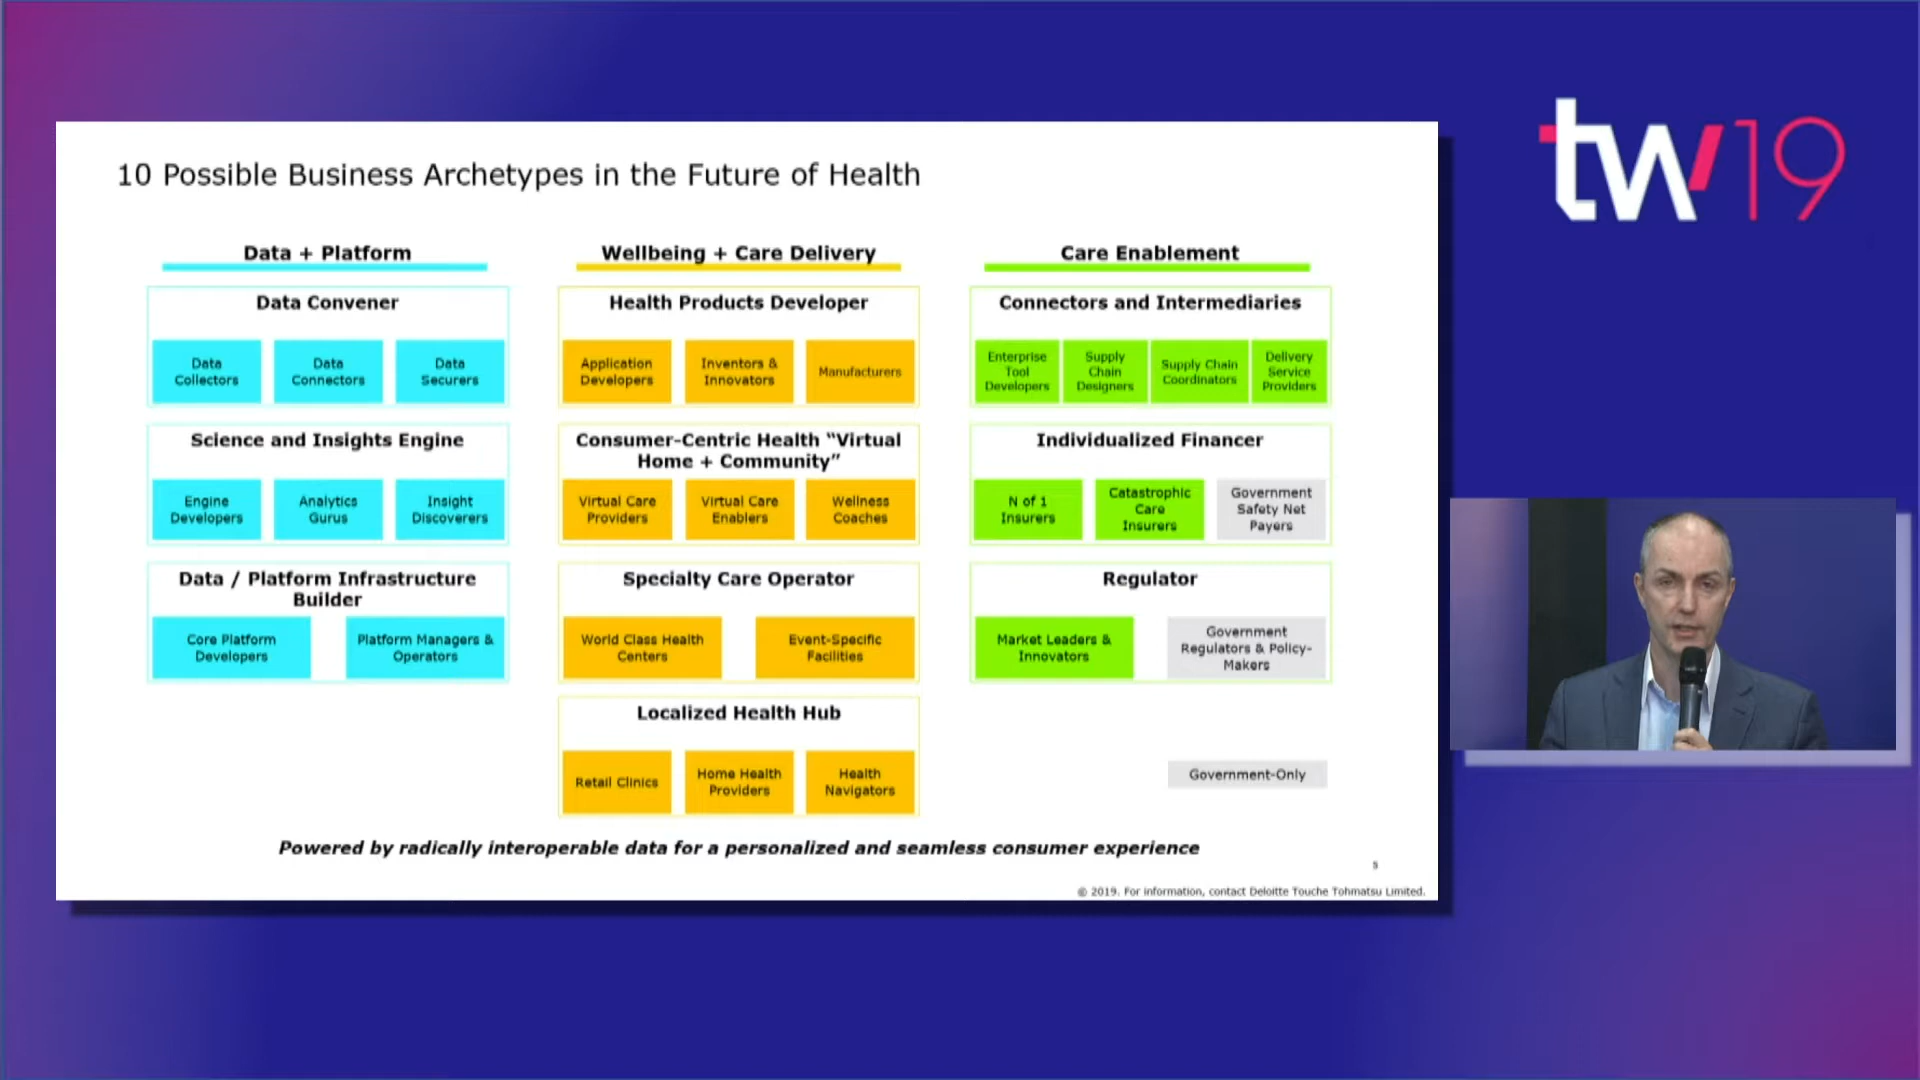 tw/19
10 Possible Business Archetypes in the Future of Health
Data + Platform
Data Convener
Data
Collectors
Data
Connectors
Data
Securers
Science and Insights Engine
Engine
Developers
Analytics
Gurus
Insight
Discoverers
Data / Platform Infrastructure
Builder
Core Platform
Developers
Platform Managers &
Operators
Wellbeing + Care Delivery
Health Products Developer
Application
Developers
Inventors &
Innovators
Manufacturers
Consumer-Centric Health “Virtual
Home + Community”
Virtual Care
Providers
Virtual Care
Enablers
Wellness
Coaches
Specialty Care Operator
World Class Health
Centers
Event-Specific
Facilities
Localized Health Hub
Retail Clinics
Home Health
Providers
Health
Navigators
Care Enablement
Connectors and Intermediaries
Enterprise
Tool
Developers
Supply
Chain
Designers
Supply Chain
Coordinators
Delivery
Service
Providers
Individualized Financer
N of 1
Insurers
Catastrophic
Care
Insurers
Government
Safety Net
Payers
Regulator
Market Leaders &
Innovators
Government
Regulators & Policy-
Makers
Government-Only
Powered by radically interoperable data for a personalized and seamless consumer experience
5
© 2019. For information, contact Deloitte Touche Tohmatsu Limited.